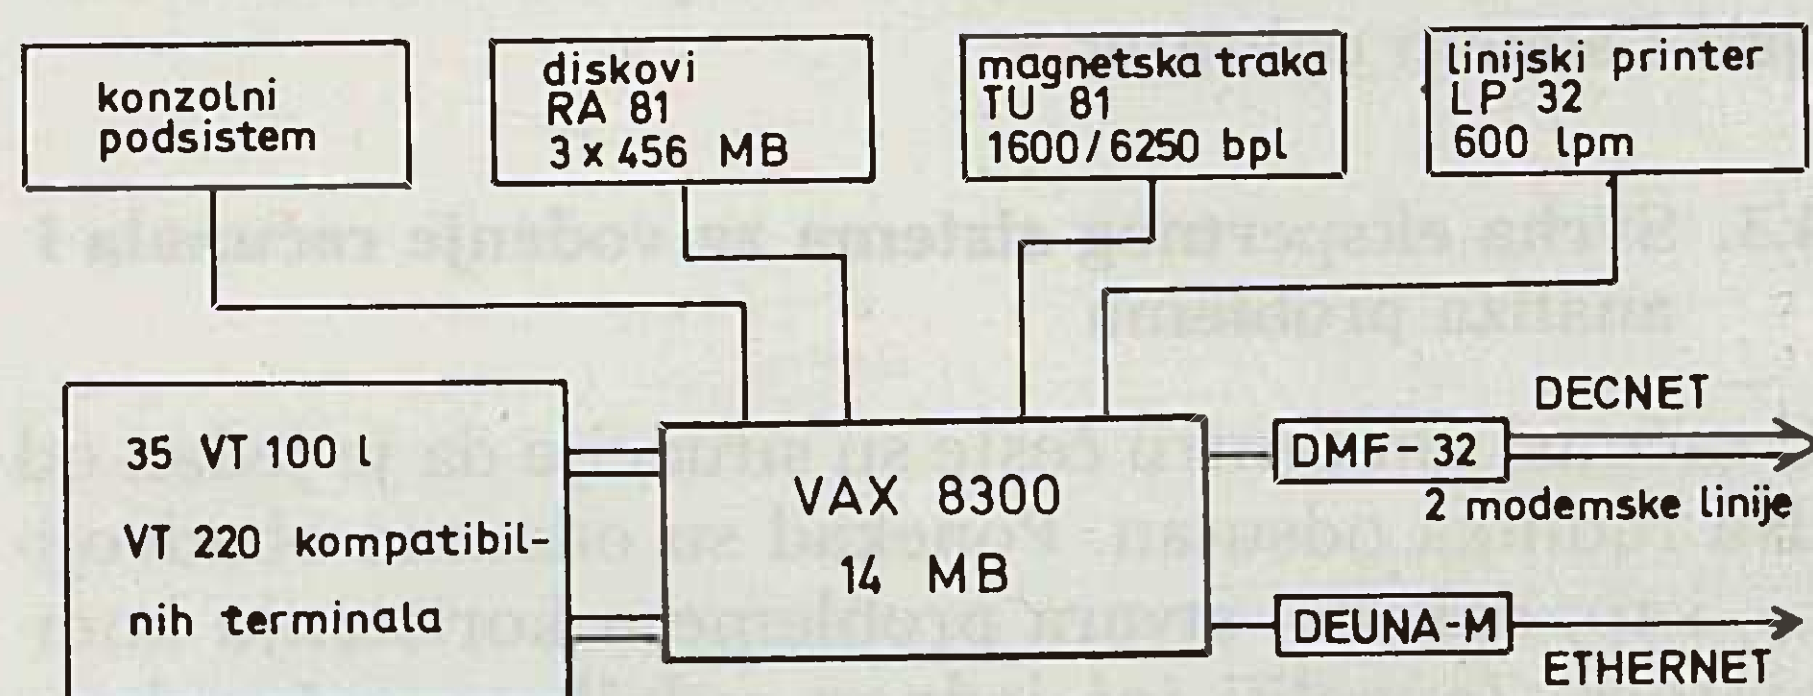 konzolni
podsistem
diskovi
RA 81
3 x 456 MB
magnetska traka
TU 81
1600/6250 bpl
linijski printer
LP 32
600 lpm
35 VT 100 l
VT 220 kompatibil-
nih terminala
VAX 8300
14 MB
DMF-32
DECNET
2 modemske linije
DEUNA-M
ETHERNET